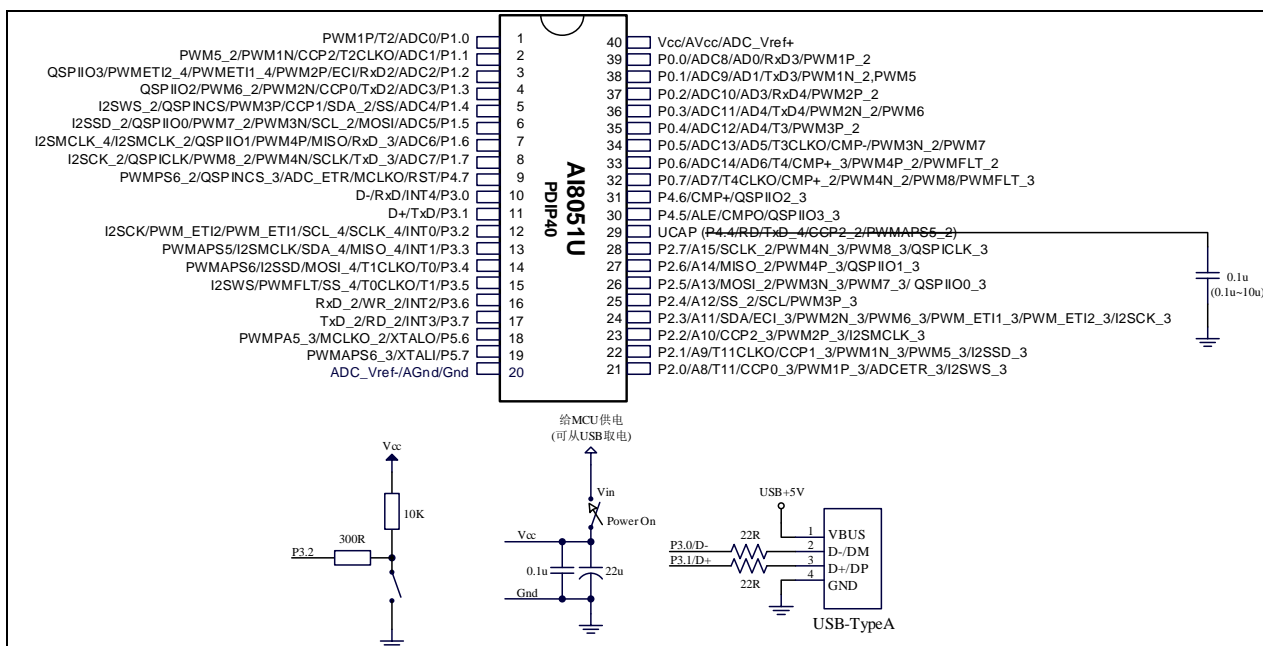 PWM1P/T2/ADC0/P1.0
PWM5_2/PWM1N/CCP2/T2CLKO/ADC1/P1.1
QSPIIO3/PWMETI2_4/PWMETI1_4/PWM2P/ECI/RxD2/ADC2/P1.2
QSPIIO2/PWM6_2/PWM2N/CCP0/TxD2/ADC3/P1.3
I2SWS_2/QSPINCS/PWM3P/CCP1/SDA_2/SS/ADC4/P1.4
I2SSD_2/QSPIIO0/PWM7_2/PWM3N/SCL_2/MOSI/ADC5/P1.5
I2SMCLK_4/I2SMCLK_2/QSPIIO1/PWM4P/MISO/RxD_3/ADC6/P1.6
I2SCK_2/QSPICLK/PWM8_2/PWM4N/SCLK/TxD_3/ADC7/P1.7
PWMPS6_2/QSPINCS_3/ADC_ETR/MCLKO/RST/P4.7
D-/RxD/INT4/P3.0
D+/TxD/P3.1
I2SCK/PWM_ETI2/PWM_ETI1/SCL_4/SCLK_4/INT0/P3.2
PWMAPS5/I2SMCLK/SDA_4/MISO_4/INT1/P3.3
PWMAPS6/I2SSD/MOSI_4/T1CLKO/T0/P3.4
I2SWS/PWMFLT/SS_4/T0CLKO/T1/P3.5
RxD_2/WR_2/INT2/P3.6
TxD_2/RD_2/INT3/P3.7
PWMPA5_3/MCLKO_2/XTALO/P5.6
PWMAPS6_3/XTALI/P5.7
ADC_Vref-/AGnd/Gnd
1
2
3
4
5
6
7
8
9
10
11
12
13
14
15
16
17
18
19
20
AI8051U
PDIP40
40
39
38
37
36
35
34
33
32
31
30
29
28
27
26
25
24
23
22
21
Vcc/AVcc/ADC_Vref+
P0.0/ADC8/AD0/RxD3/PWM1P_2
P0.1/ADC9/AD1/TxD3/PWM1N_2,PWM5
P0.2/ADC10/AD3/RxD4/PWM2P_2
P0.3/ADC11/AD4/TxD4/PWM2N_2/PWM6
P0.4/ADC12/AD4/T3/PWM3P_2
P0.5/ADC13/AD5/T3CLKO/CMP-/PWM3N_2/PWM7
P0.6/ADC14/AD6/T4/CMP+_3/PWM4P_2/PWMFLT_2
P0.7/AD7/T4CLKO/CMP+_2/PWM4N_2/PWM8/PWMFLT_3
P4.6/CMP+/QSPIIO2_3
P4.5/ALE/CMPO/QSPIIO3_3
UCAP (P4.4/RD/TxD_4/CCP2_2/PWMAPS5_2)
P2.7/A15/SCLK_2/PWM4N_3/PWM8_3/QSPICLK_3
P2.6/A14/MISO_2/PWM4P_3/QSPIIO1_3
P2.5/A13/MOSI_2/PWM3N_3/PWM7_3/ QSPIIO0_3
P2.4/A12/SS_2/SCL/PWM3P_3
P2.3/A11/SDA/ECI_3/PWM2N_3/PWM6_3/PWM_ETI1_3/PWM_ETI2_3/I2SCK_3
P2.2/A10/CCP2_3/PWM2P_3/I2SMCLK_3
P2.1/A9/T11CLKO/CCP1_3/PWM1N_3/PWM5_3/I2SSD_3
P2.0/A8/T11/CCP0_3/PWM1P_3/ADCETR_3/I2SWS_3
0.1u
(0.1u~10u)
Vcc
10K
300R
P3.2
给MCU供电
(可从USB取电)
Vin
Power On
Vcc
0.1u
22u
Gnd
USB+5V
22R
P3.0/D-
P3.1/D+
22R
1
2
3
4
VBUS
D-/DM
D+/DP
GND
USB-TypeA